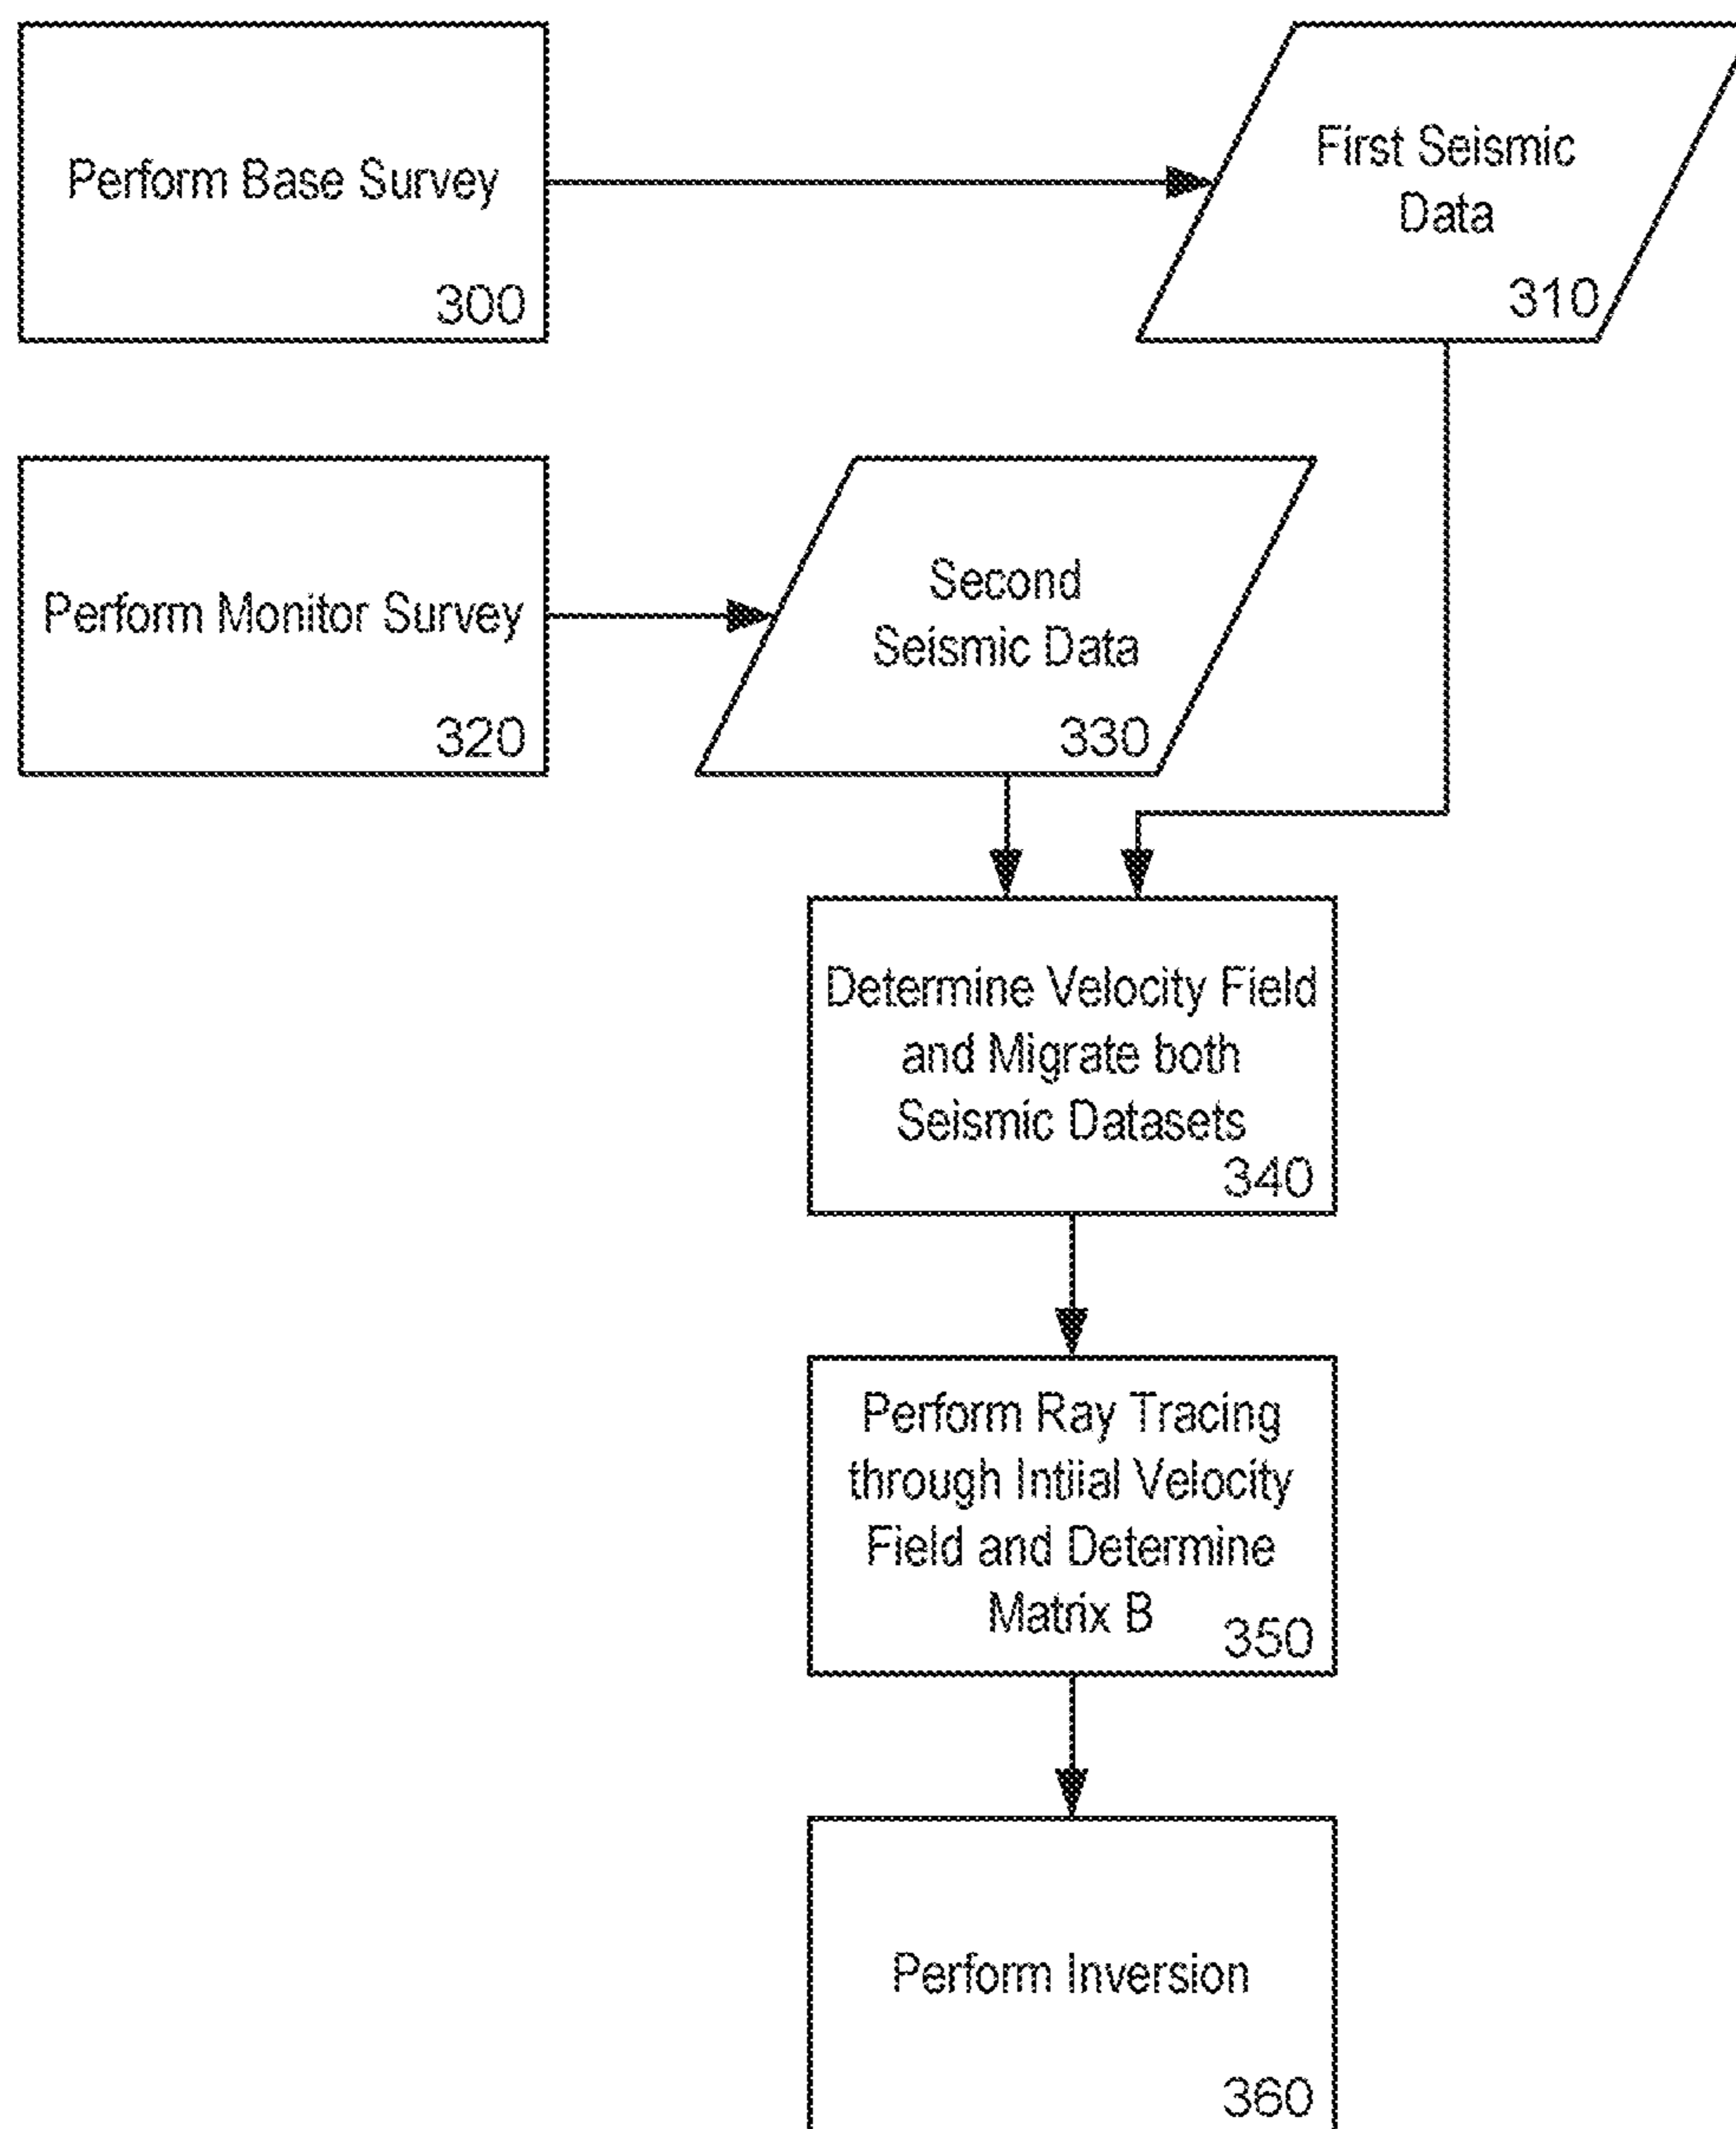 Perform Base Survey
300
First Seismic
Data
310
Perform Monitor Survey
320
Second
Seismic Data
330
Determine Velocity Field
and Migrate both
Seismic Datasets
340
Perform Ray Tracing
through Intiial Velocity
Field and Determine
Matrix B
350
Perform Inversion
360